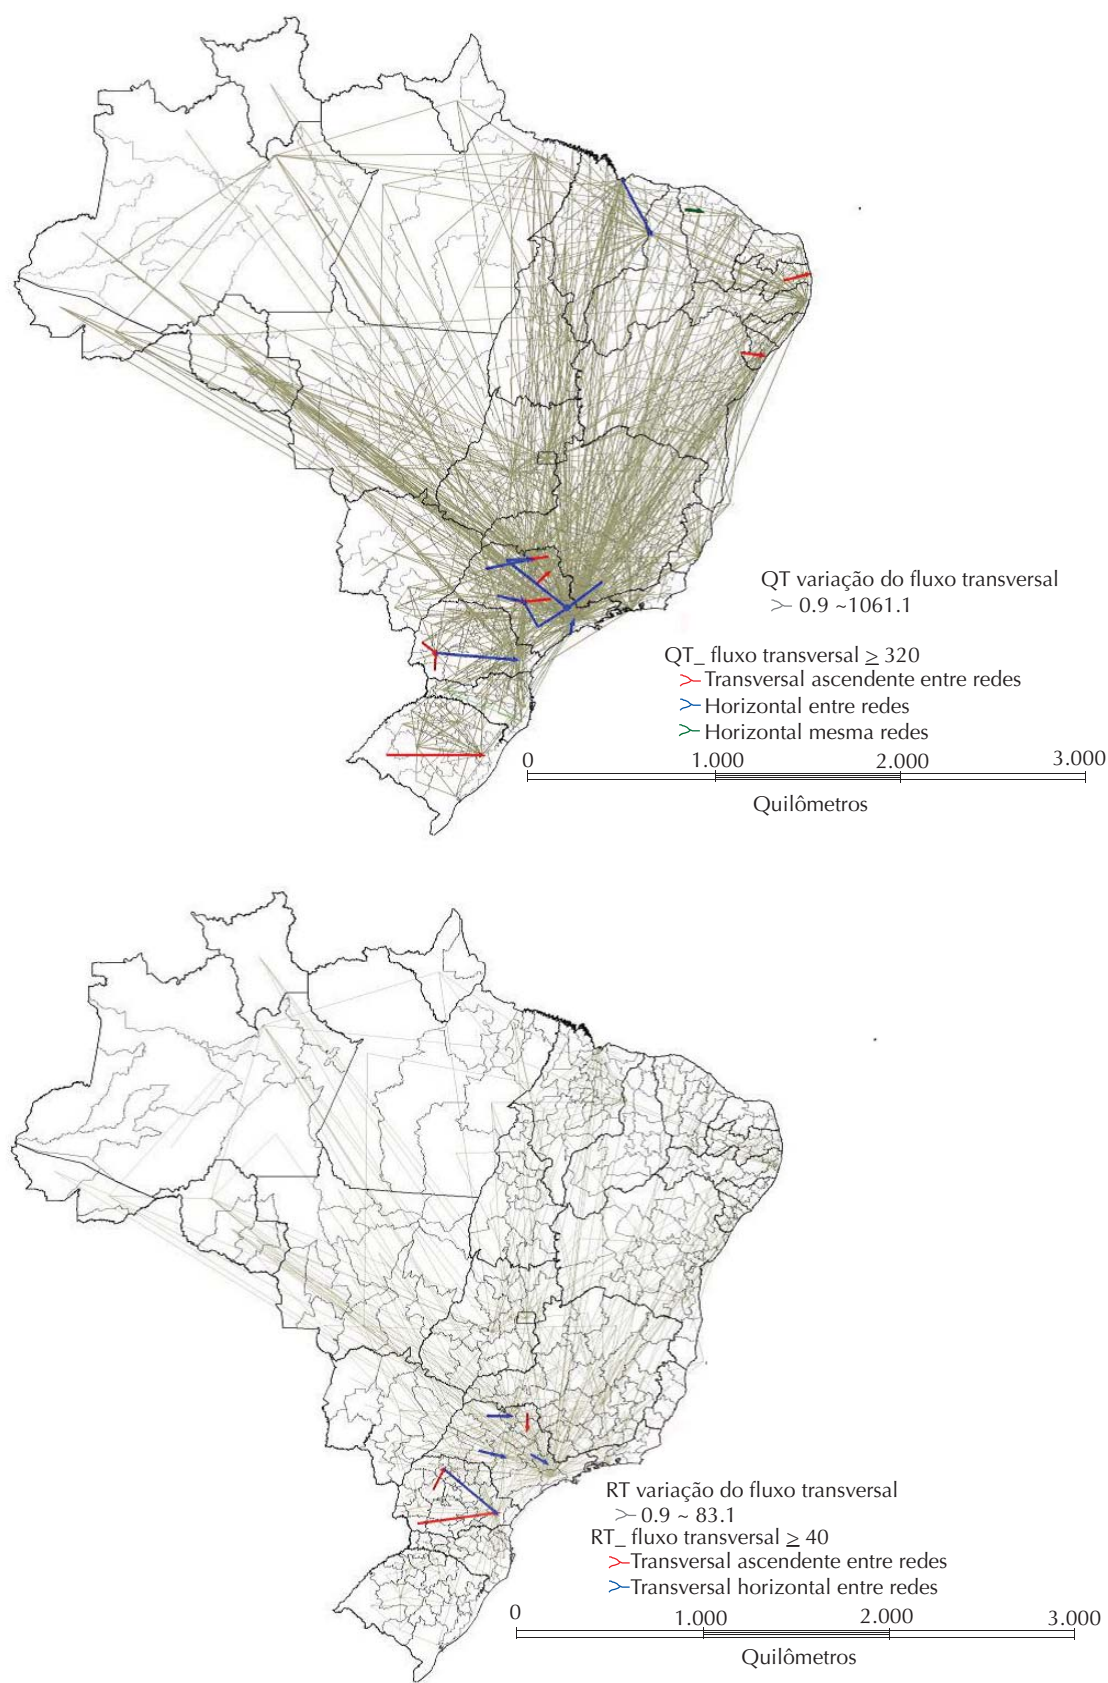 QT variação do fluxo transversal
0.9 ~1061.1
QT_ fluxo transversal ≥ 320
Transversal ascendente entre redes
Horizontal entre redes
Horizontal mesma redes
0 1.000 2.000 3.000
Quilômetros
RT variação do fluxo transversal
0.9 ~ 83.1
RT_ fluxo transversal ≥ 40
Transversal ascendente entre redes
Transversal horizontal entre redes
0 1.000 2.000 3.000
Quilômetros